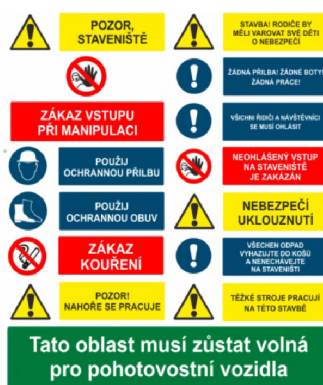 POZOR,
STAVENIŠTĚ
ZÁKAZ VSTUPU
PŘI MANIPULACI
POUŽIJ
OCHRANNOU PŘILBU
POUŽIJ
OCHRANNOU OBUV
ZÁKAZ
KOUŘENÍ
POZOR!
NAHOŘE SE PRACUJE
STAVBA! RODIČE BY
MĚLI VAROVAT SVÉ DĚTI
O NEBEZPEČÍ
ŽÁDNÁ PŘILBA! ŽÁDNÉ BOTY!
ŽÁDNÁ PRÁCE!
VŠICHNI ŘIDIČI A NÁVŠTĚVNÍCI
SE MUSÍ OHLÁSIT
NEOHLÁŠENÝ VSTUP
NA STAVENIŠTĚ
JE ZAKÁZÁN
NEBEZPEČÍ
UKLOUZNUTÍ
VŠECHEN ODPAD
VYHAZUJTE DO KOŠŮ
A NENECHÁVEJTE
NA STAVENIŠTI
TĚŽKÉ STROJE PRACUJÍ
NA TÉTO STAVBĚ
Tato oblast musí zůstat volná
pro pohotovostní vozidla